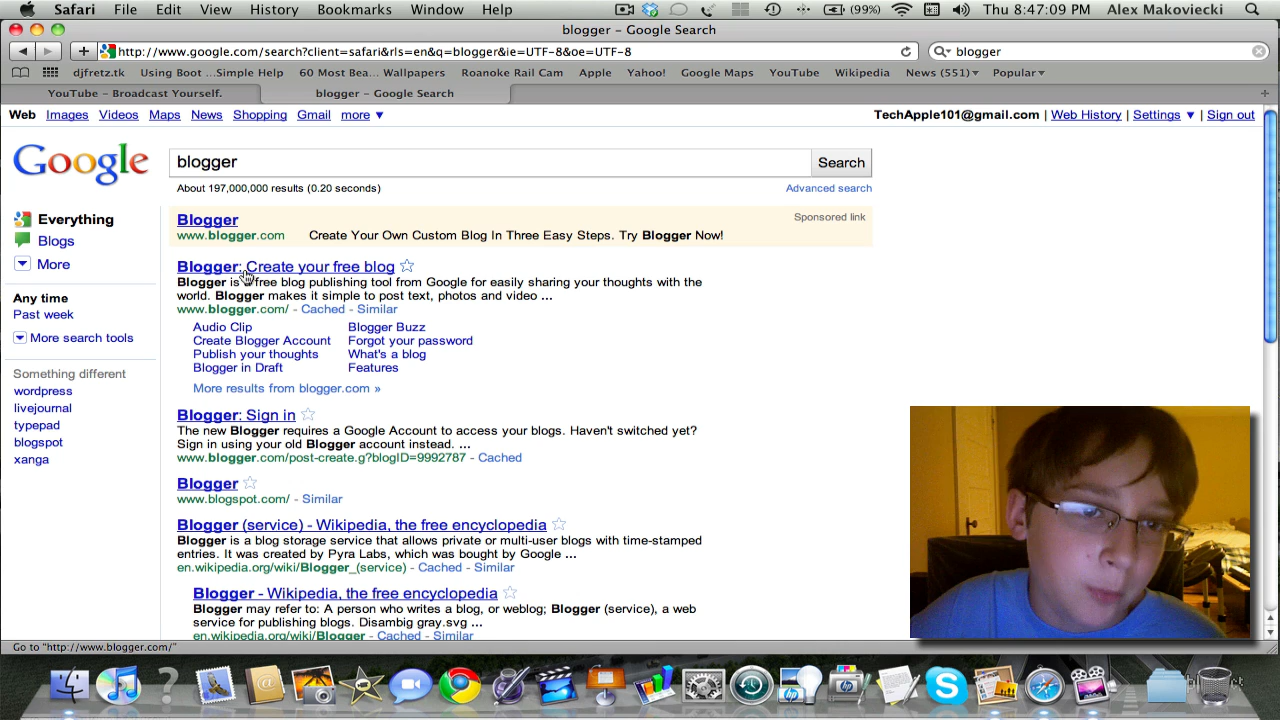 Safari File Edit View History Bookmarks Window Help (99%) Thu 8:47:09 PM Alex Makoviecki
blogger – Google Search
http://www.google.com/search?client=safari&rls=en&q=blogger&ie=UTF-8&oe=UTF-8 blogger
djfretz.tk Using Boot ...Simple Help 60 Most Bea... Wallpapers Roanoke Rail Cam Apple Yahoo! Google Maps YouTube Wikipedia News (551) Popular
YouTube – Broadcast Yourself. blogger – Google Search
Web Images Videos Maps News Shopping Gmail more TechApple101@gmail.com | Web History | Settings | Sign out
Google blogger Search
About 197,000,000 results (0.20 seconds) Advanced search
Everything
Blogs
More
Any time
Past week
More search tools
Something different
wordpress
livejournal
typepad
blogspot
xanga
Blogger Sponsored link
www.blogger.com Create Your Own Custom Blog In Three Easy Steps. Try Blogger Now!
Blogger: Create your free blog
Blogger is a free blog publishing tool from Google for easily sharing your thoughts with the
world. Blogger makes it simple to post text, photos and video ...
www.blogger.com/ - Cached - Similar
Audio Clip Blogger Buzz
Create Blogger Account Forgot your password
Publish your thoughts What's a blog
Blogger in Draft Features
More results from blogger.com »
Blogger: Sign in
The new Blogger requires a Google Account to access your blogs. Haven't switched yet?
Sign in using your old Blogger account instead. ...
www.blogger.com/post-create.g?blogID=9992787 - Cached
Blogger
www.blogspot.com/ - Similar
Blogger (service) - Wikipedia, the free encyclopedia
Blogger is a blog storage service that allows private or multi-user blogs with time-stamped
entries. It was created by Pyra Labs, which was bought by Google ...
en.wikipedia.org/wiki/Blogger_(service) - Cached - Similar
Blogger - Wikipedia, the free encyclopedia
Blogger may refer to: A person who writes a blog, or weblog; Blogger (service), a web
service for publishing blogs. Disambig gray.svg ...
en.wikipedia.org/wiki/Blogger - Cached - Similar
Go to "http://www.blogger.com/"